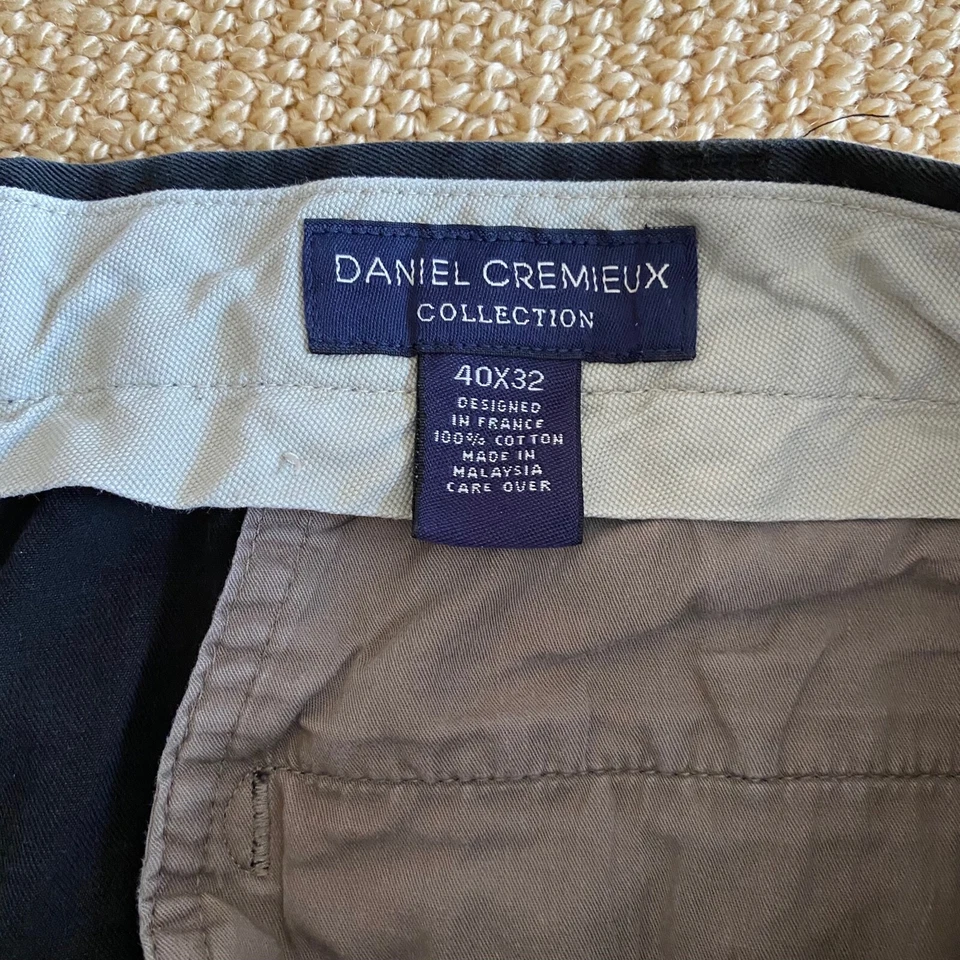 DANIEL CREMIEUX
COLLECTION
40X32
DESIGNED
IN FRANCE
100% COTTON
MADE IN
MALAYSIA
CARE OVER